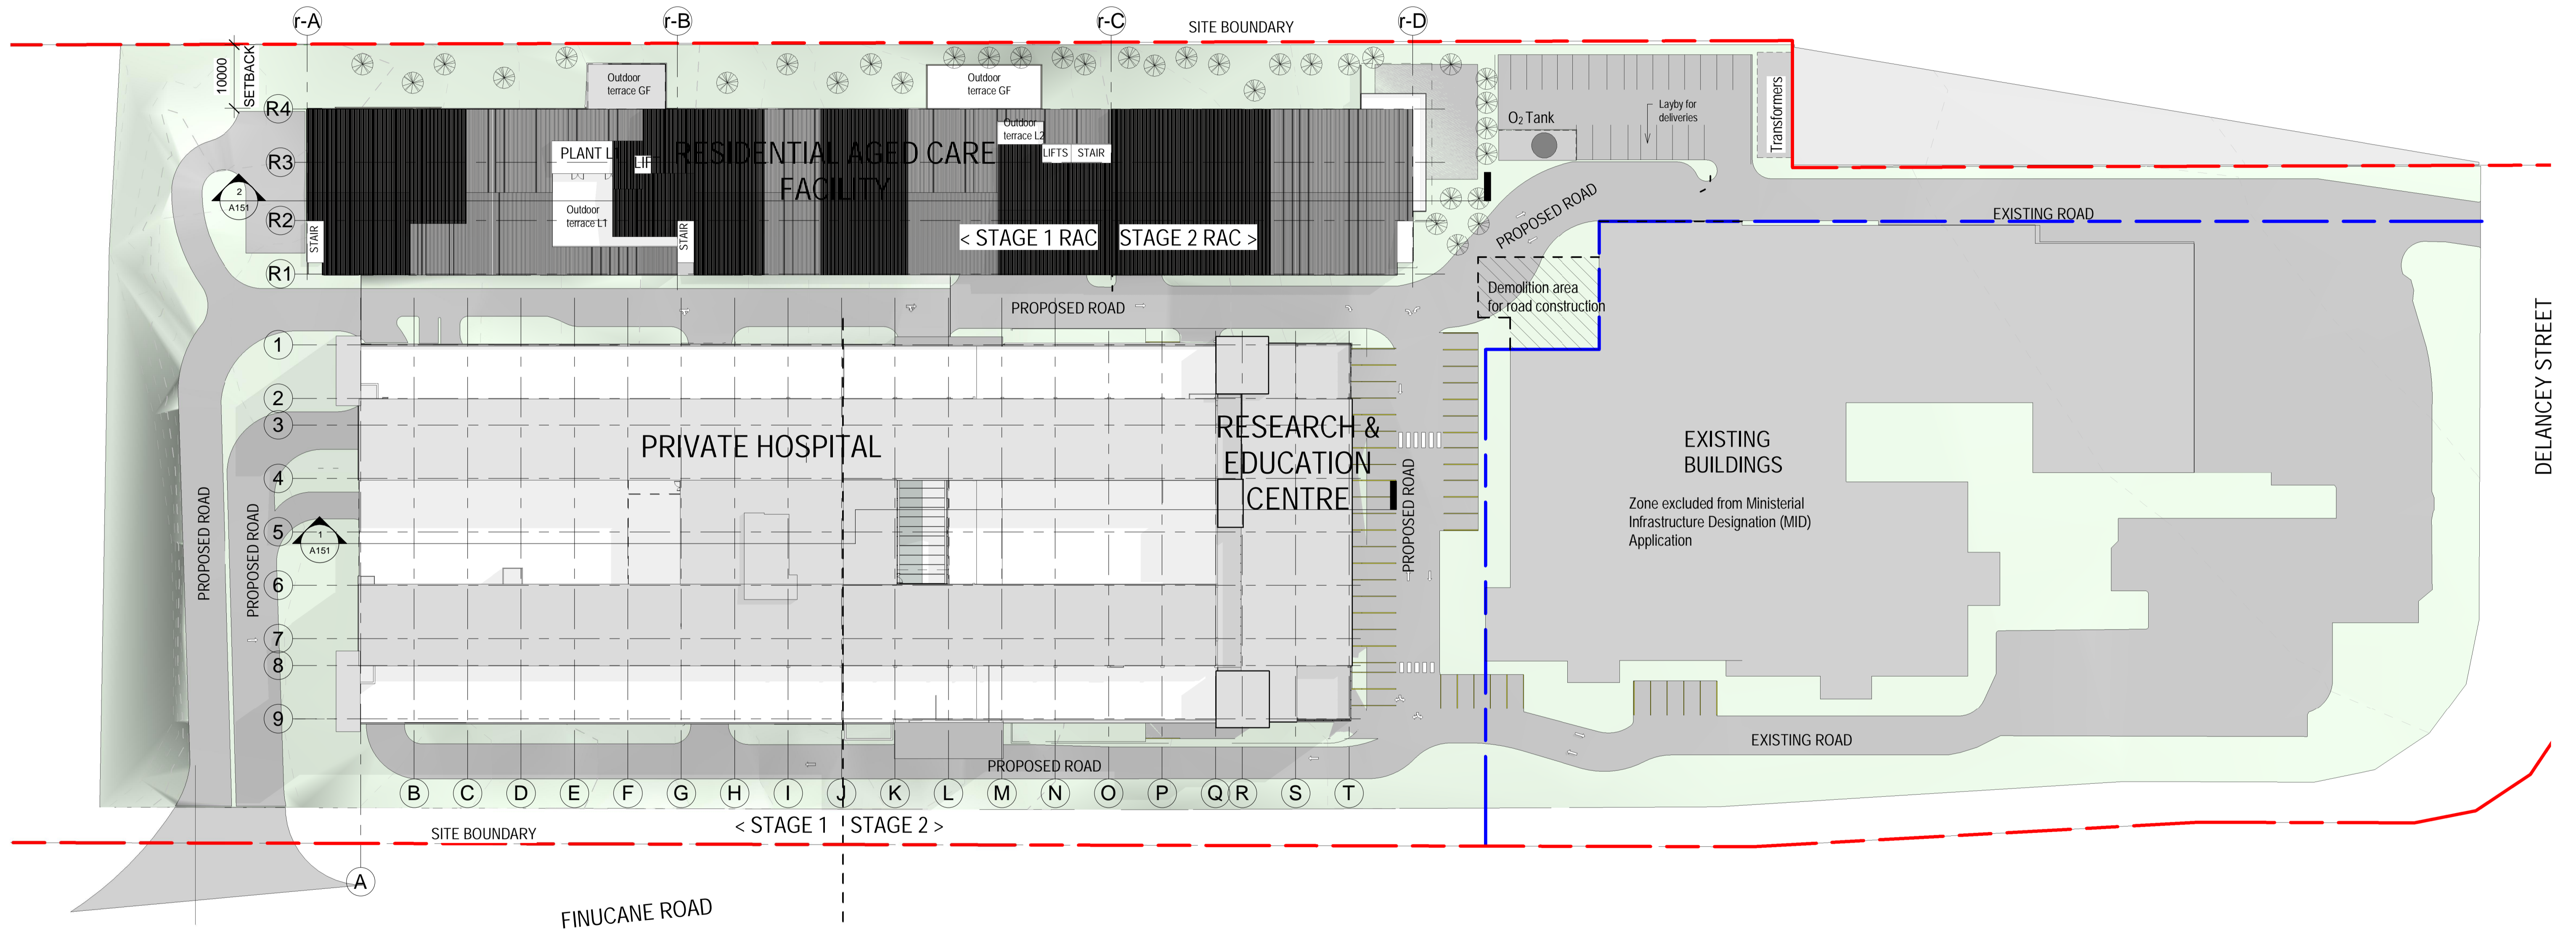 r-A
r-B
r-C
r-D
SITE BOUNDARY
10000
SETBACK
Outdoor
terrace GF
Outdoor
terrace GF
Transformers
Layby for
deliveries
O2 Tank
R4
R3
R2
R1
Outdoor
terrace L2
LIFTS
STAIR
PLANT
RESIDENTIAL AGED CARE
FACILITY
2
A151
Outdoor
terrace L1
STAIR
STAIR
< STAGE 1 RAC
STAGE 2 RAC >
PROPOSED ROAD
EXISTING ROAD
Demolition area
for road construction
PROPOSED ROAD
1
2
3
4
5
6
7
8
9
PRIVATE HOSPITAL
RESEARCH &
EDUCATION
CENTRE
PROPOSED ROAD
EXISTING
BUILDINGS
Zone excluded from Ministerial
Infrastructure Designation (MID)
Application
DELANCEY STREET
PROPOSED ROAD
PROPOSED ROAD
1
A151
EXISTING ROAD
PROPOSED ROAD
B
C
D
E
F
G
H
I
J
K
L
M
N
O
P
Q
R
S
T
< STAGE 1
STAGE 2 >
SITE BOUNDARY
A
FINUCANE ROAD